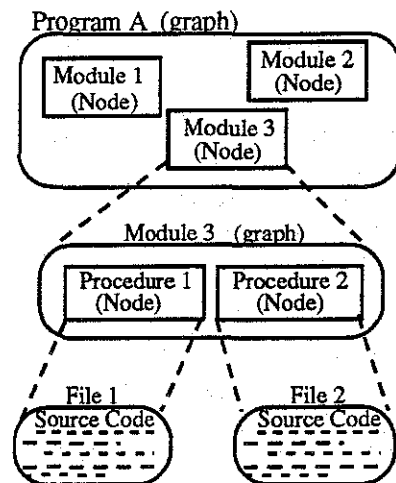 Program A (graph)
Module 1
(Node)
Module 2
(Node)
Module 3
(Node)
Module 3 (graph)
Procedure 1
(Node)
Procedure 2
(Node)
File 1
Source Code
File 2
Source Code